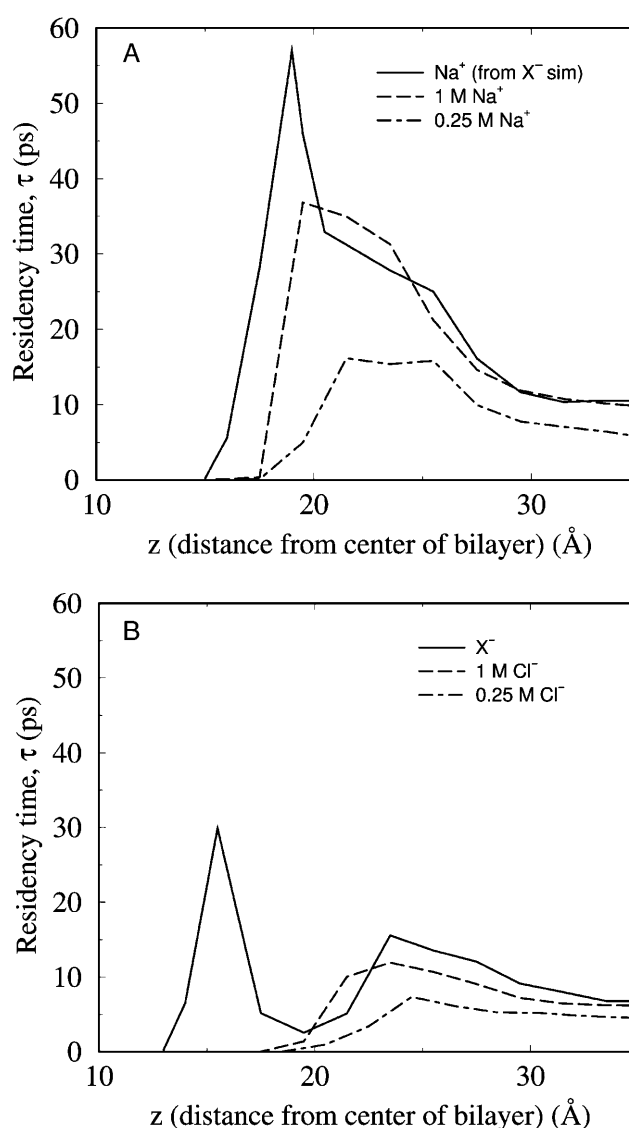 60
A
50
40
30
20
10
0
Residency time, τ (ps)
Na⁺ (from X⁻ sim)
1 M Na⁺
0.25 M Na⁺
10 20 30
z (distance from center of bilayer) (Å)
60
B
50
40
30
20
10
0
Residency time, τ (ps)
X⁻
1 M Cl⁻
0.25 M Cl⁻
10 20 30
z (distance from center of bilayer) (Å)